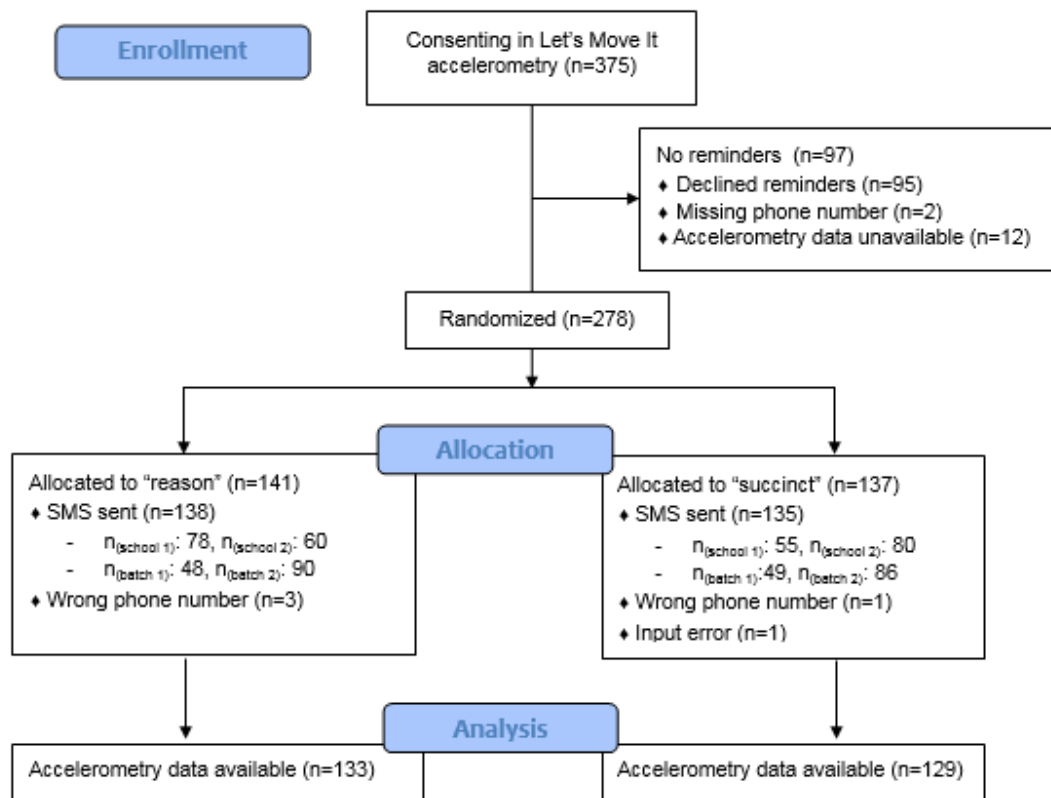 Enrollment
Consenting in Let's Move It
accelerometry (n=375)
No reminders (n=97)
♦ Declined reminders (n=95)
♦ Missing phone number (n=2)
♦ Accelerometry data unavailable (n=12)
Randomized (n=278)
Allocation
Allocated to “reason” (n=141)
♦ SMS sent (n=138)
- n(school 1): 78, n(school 2): 60
- n(batch 1): 48, n(batch 2): 90
♦ Wrong phone number (n=3)
Allocated to “succinct” (n=137)
♦ SMS sent (n=135)
- n(school 1): 55, n(school 2): 80
- n(batch 1):49, n(batch 2): 86
♦ Wrong phone number (n=1)
♦ Input error (n=1)
Analysis
Accelerometry data available (n=133)
Accelerometry data available (n=129)